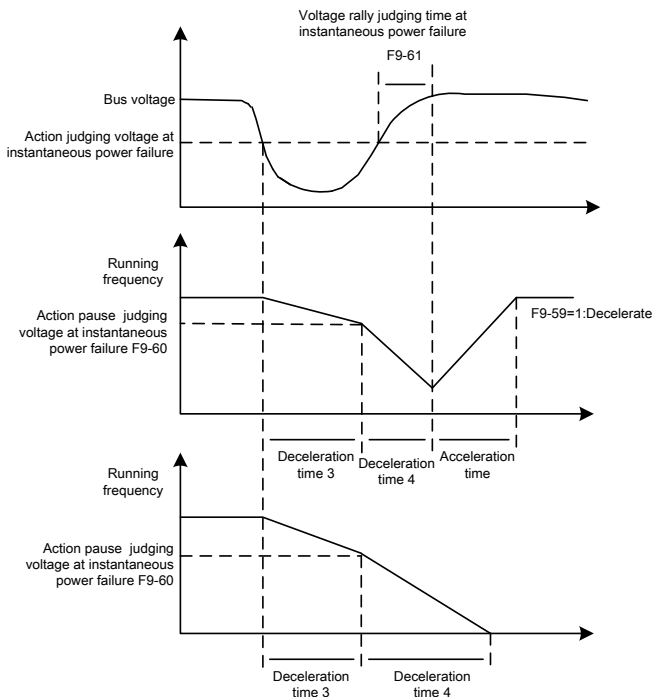 Voltage rally judging time at
instantaneous power failure
F9-61
Bus voltage
Action judging voltage at
instantaneous power failure
Running
frequency
Action pause judging
voltage at instantaneous
power failure F9-60
F9-59=1:Decelerate
Deceleration
time 3
Deceleration
time 4
Acceleration
time
Running
frequency
Action pause judging
voltage at instantaneous
power failure F9-60
Deceleration
time 3
Deceleration
time 4